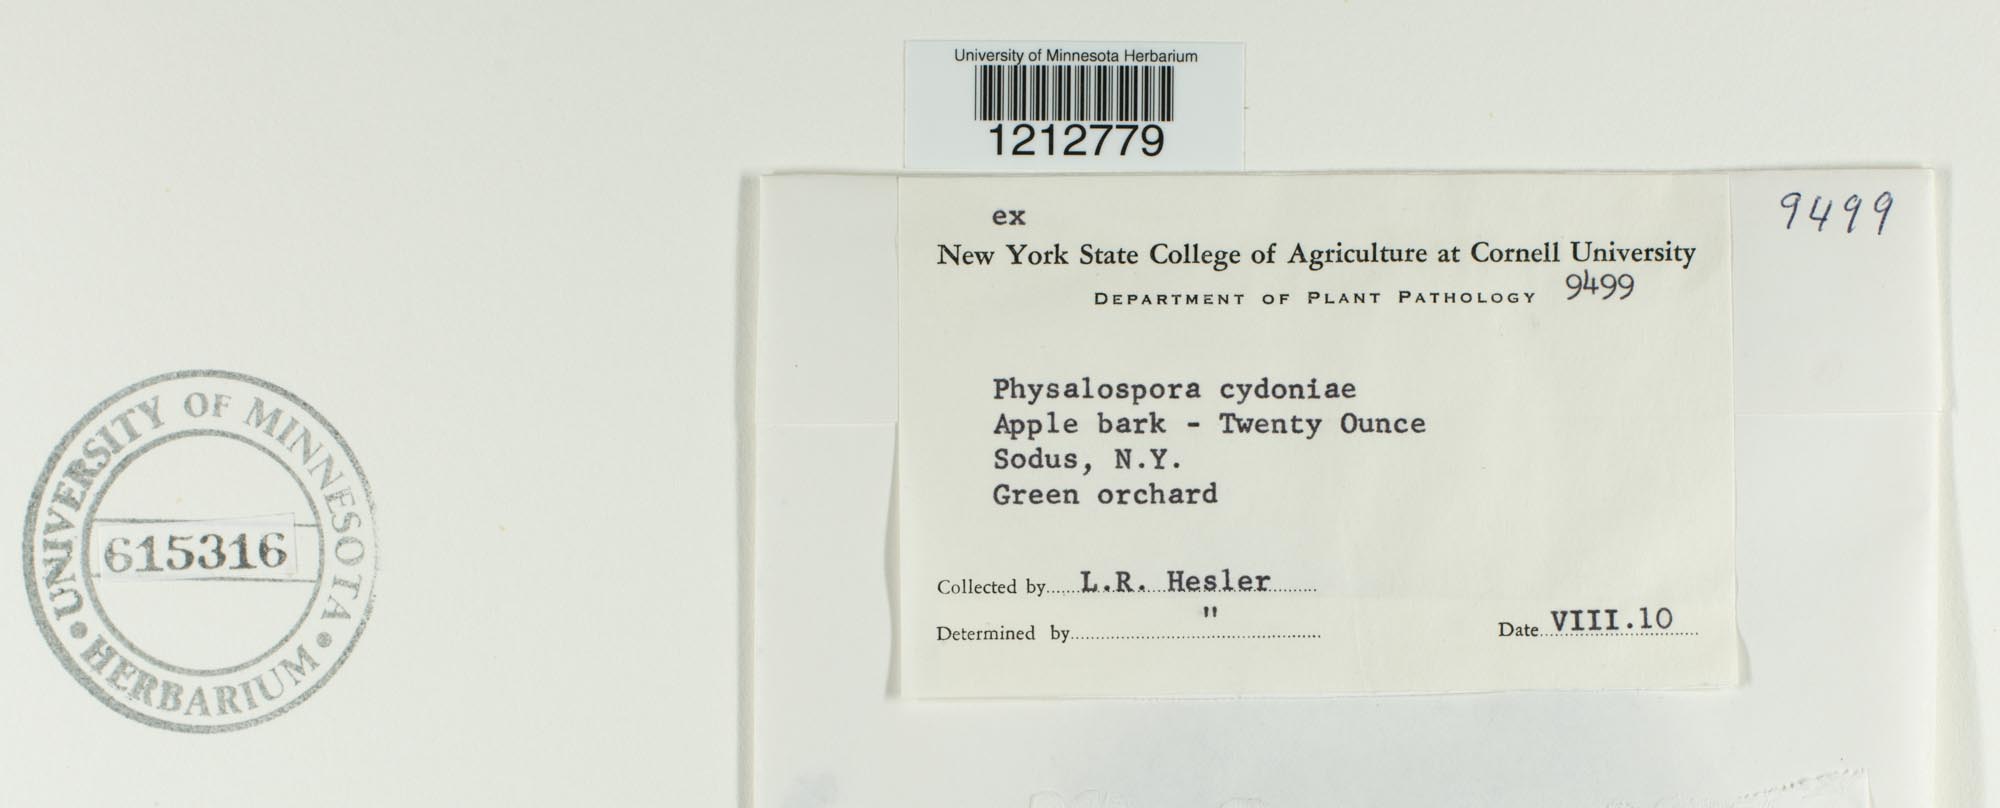 University of Minnesota Herbarium
1212779
9499
ex
New York State College of Agriculture at Cornell University
DEPARTMENT OF PLANT PATHOLOGY 9499
Physalospora cydoniae
Apple bark - Twenty Ounce
Sodus, N.Y.
Green orchard
Collected by......L.R. Hesler
Determined by "
Date VIII.10
UNIVERSITY OF MINNESOTA
615316
HERBARIUM